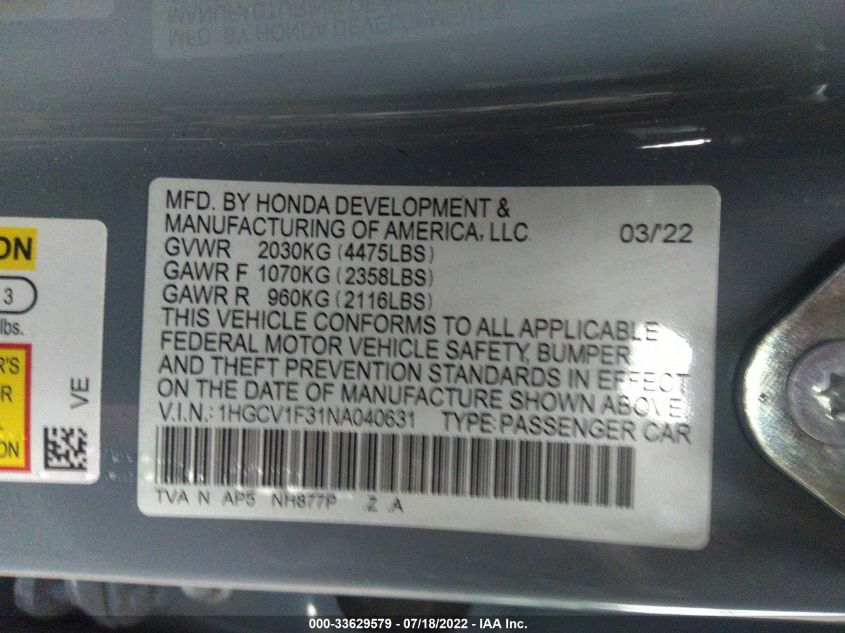 MFD. BY HONDA DEVELOPMENT &
MANUFACTURING OF AMERICA, LLC 03/'22
GVWR 2030KG (4475LBS)
GAWR F 1070KG (2358LBS)
GAWR R 960KG (2116LBS)
THIS VEHICLE CONFORMS TO ALL APPLICABLE
FEDERAL MOTOR VEHICLE SAFETY, BUMPER,
AND THEFT PREVENTION STANDARDS IN EFFECT
ON THE DATE OF MANUFACTURE SHOWN ABOVE.
V.I.N.: 1HGCV1F31NA040631 TYPE:PASSENGER CAR
TVA N AP5 NH877P Z A
ON
3
lbs.
R'S
OR
ON
VE
000-33629579 - 07/18/2022 - IAA Inc.